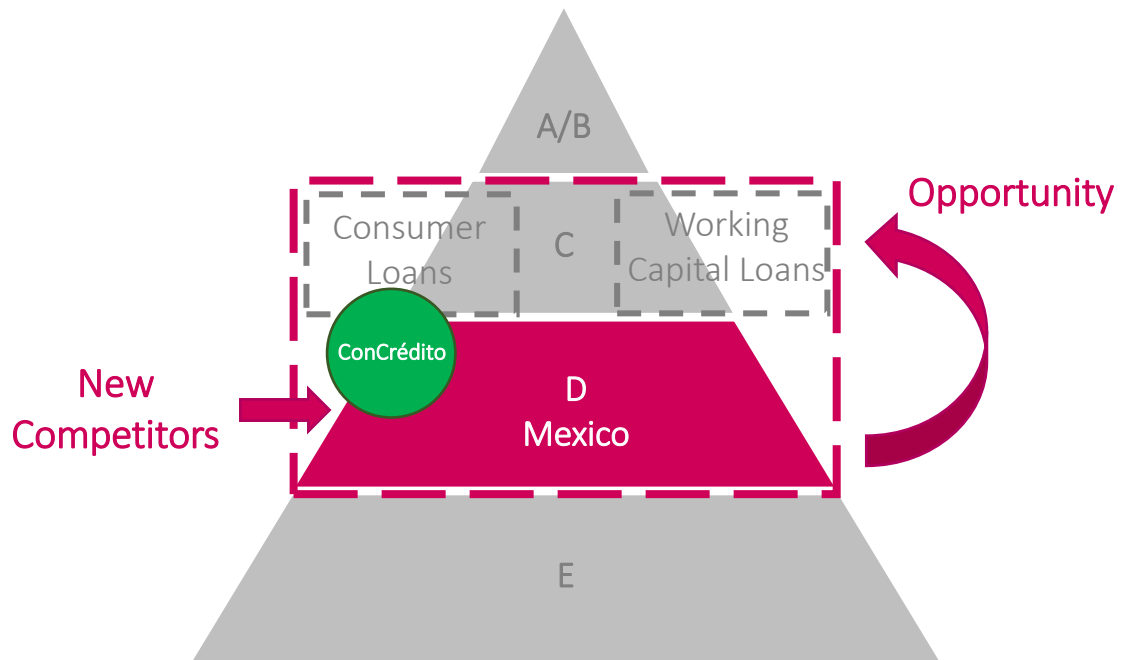 A/B
Opportunity
Consumer
Loans
C
Working
Capital Loans
ConCrédito
New
Competitors
D
Mexico
E